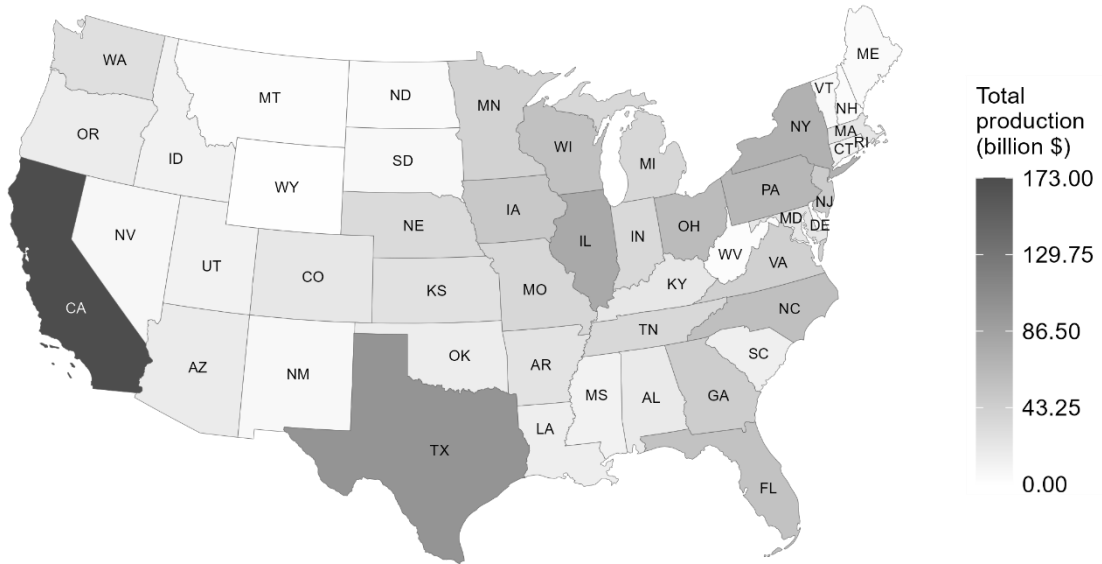 ME
WA
VT
NH
MT
ND
MN
OR
NY
MA
RI
CT
ID
SD
WI
MI
WY
PA
NJ
IA
NE
OH
MD
DE
NV
IL
IN
WV
UT
CO
VA
KS
MO
KY
CA
NC
TN
OK
SC
AZ
NM
AR
MS
AL
GA
LA
TX
FL
Total
production
(billion $)
173.00
129.75
86.50
43.25
0.00